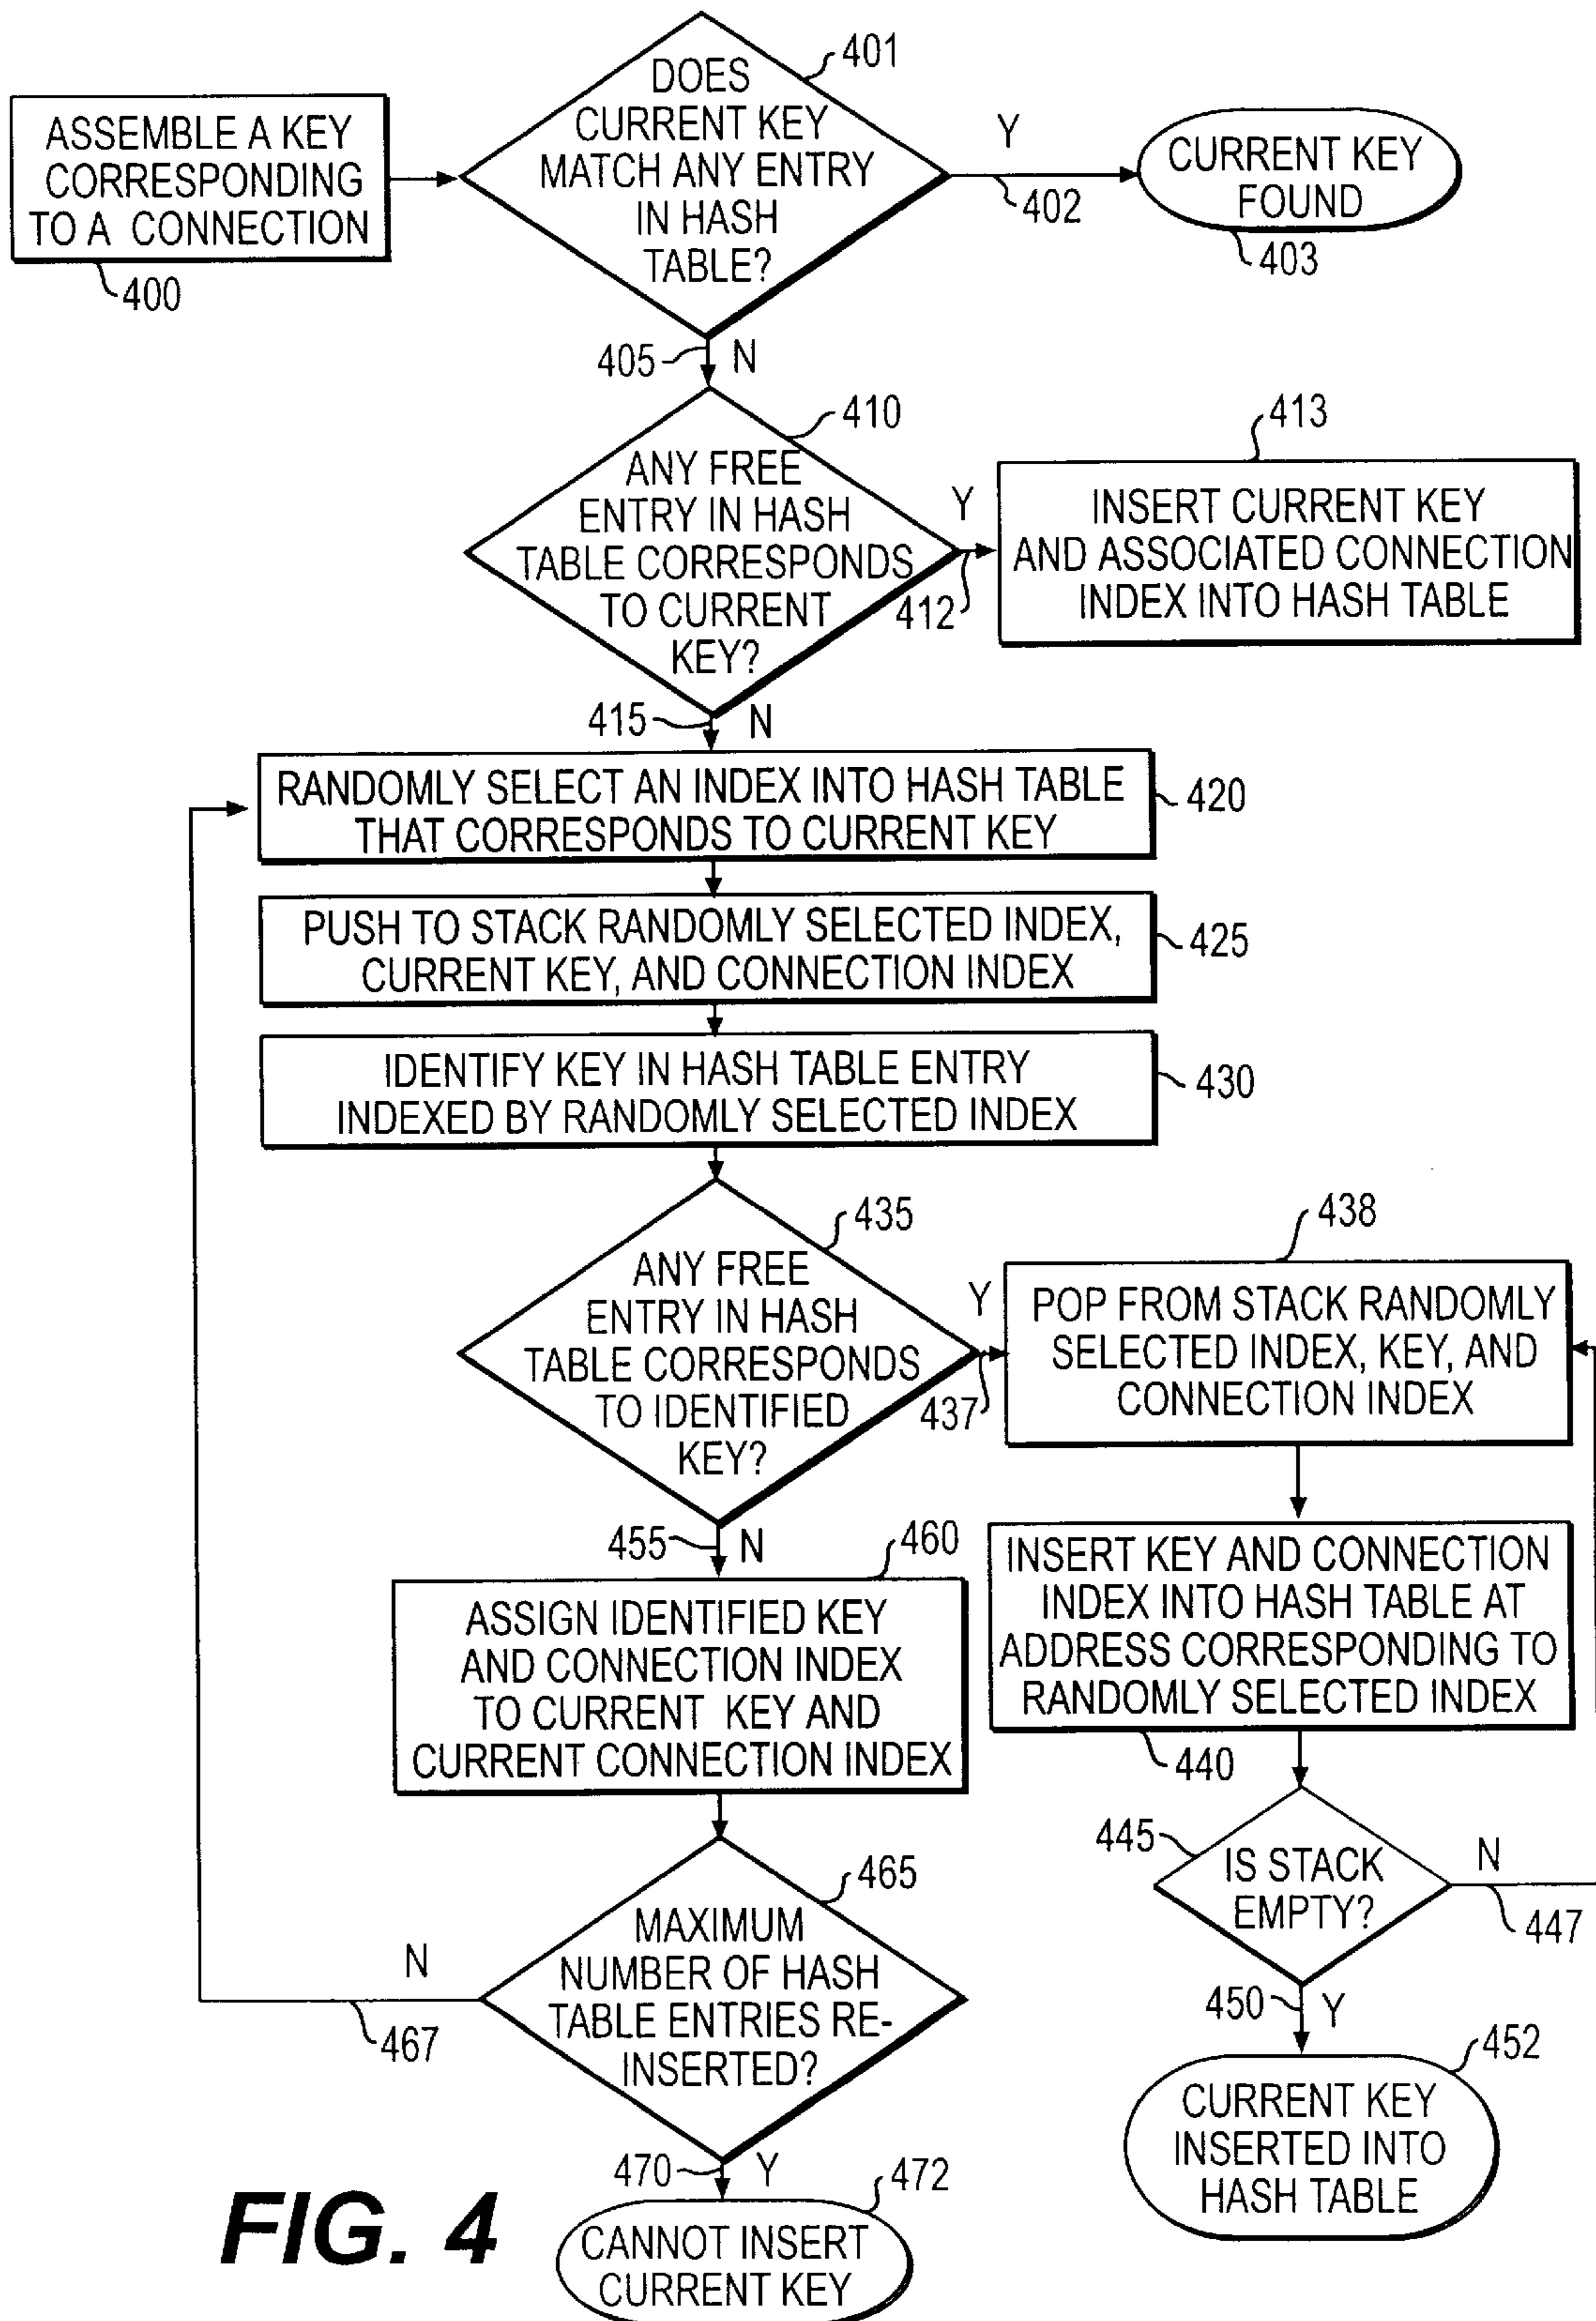 401
DOES
CURRENT KEY
MATCH ANY ENTRY
IN HASH
TABLE?
ASSEMBLE A KEY
CORRESPONDING
TO A CONNECTION
400
Y
402
CURRENT KEY
FOUND
403
405
N
410
ANY FREE
ENTRY IN HASH
TABLE CORRESPONDS
TO CURRENT
KEY?
Y
412
413
INSERT CURRENT KEY
AND ASSOCIATED CONNECTION
INDEX INTO HASH TABLE
415
N
RANDOMLY SELECT AN INDEX INTO HASH TABLE
THAT CORRESPONDS TO CURRENT KEY
420
PUSH TO STACK RANDOMLY SELECTED INDEX,
CURRENT KEY, AND CONNECTION INDEX
425
IDENTIFY KEY IN HASH TABLE ENTRY
INDEXED BY RANDOMLY SELECTED INDEX
430
435
ANY FREE
ENTRY IN HASH
TABLE CORRESPONDS
TO IDENTIFIED
KEY?
Y
437
438
POP FROM STACK RANDOMLY
SELECTED INDEX, KEY, AND
CONNECTION INDEX
455
N
460
ASSIGN IDENTIFIED KEY
AND CONNECTION INDEX
TO CURRENT KEY AND
CURRENT CONNECTION INDEX
INSERT KEY AND CONNECTION
INDEX INTO HASH TABLE AT
ADDRESS CORRESPONDING TO
RANDOMLY SELECTED INDEX
440
445
IS STACK
EMPTY?
N
447
465
MAXIMUM
NUMBER OF HASH
TABLE ENTRIES RE-
INSERTED?
N
467
450
Y
452
CURRENT KEY
INSERTED INTO
HASH TABLE
470
Y
472
CANNOT INSERT
CURRENT KEY
FIG. 4